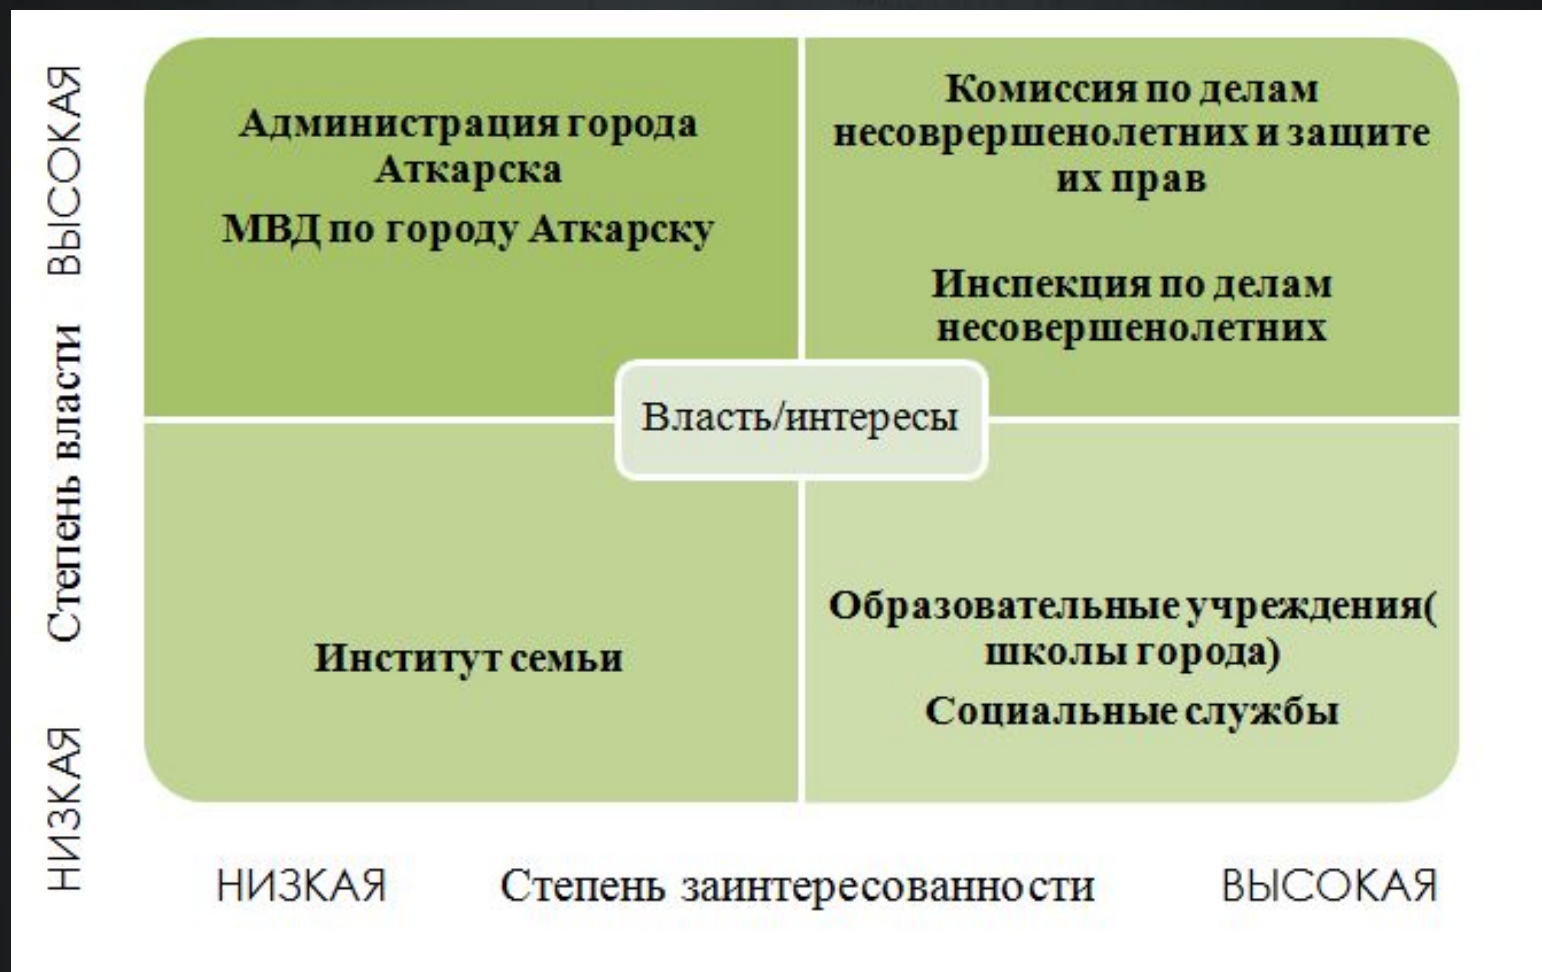 ВЫСОКАЯ
Степень власти
НИЗКАЯ
Администрация города
Аткарска
МВД по городу Аткарску
Комиссия по делам
несоврершенолетних и защите
их прав
Инспекция по делам
несовершенолетних
Власть/интересы
Институт семьи
Образовательные учреждения(
школы города)
Социальные службы
НИЗКАЯ
Степень заинтересованности
ВЫСОКАЯ